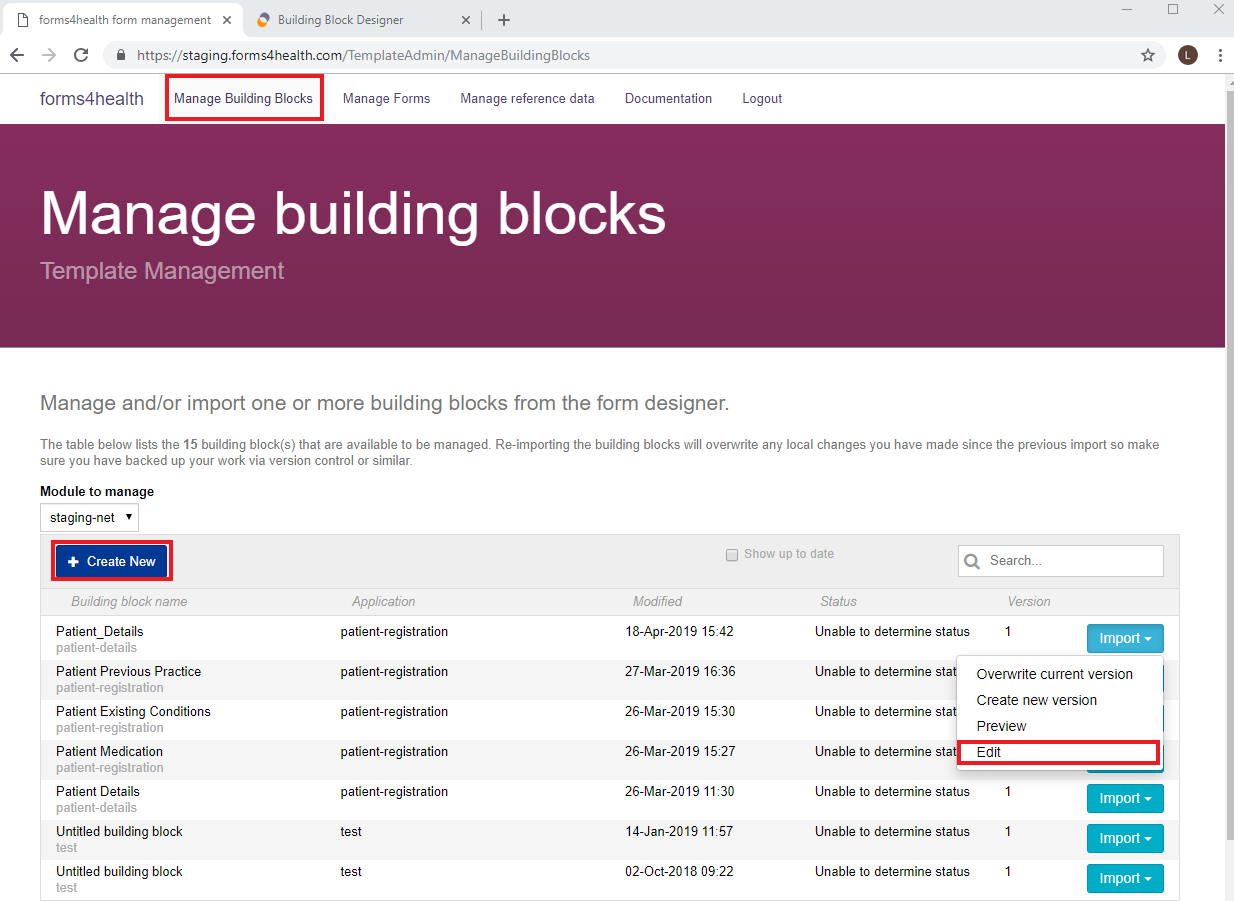 forms4health form management
Building Block Designer
https://staging.forms4health.com/TemplateAdmin/ManageBuildingBlocks
L
forms4health Manage Building Blocks Manage Forms Manage reference data Documentation Logout
Manage building blocks
Template Management
Manage and/or import one or more building blocks from the form designer.
The table below lists the 15 building block(s) that are available to be managed. Re-importing the building blocks will overwrite any local changes you have made since the previous import so make
sure you have backed up your work via version control or similar.
Module to manage
staging-net
+ Create New Show up to date Search...
Building block name Application Modified Status Version
Patient_Details patient-registration 18-Apr-2019 15:42 Unable to determine status 1 Import
patient-details
Patient Previous Practice patient-registration 27-Mar-2019 16:36 Unable to determine stat
patient-registration
Patient Existing Conditions patient-registration 26-Mar-2019 15:30 Unable to determine stat
patient-registration
Patient Medication patient-registration 26-Mar-2019 15:27 Unable to determine stat
patient-registration
Overwrite current version
Create new version
Preview
Edit
Patient Details patient-registration 26-Mar-2019 11:30 Unable to determine status 1 Import
patient-details
Untitled building block test 14-Jan-2019 11:57 Unable to determine status 1 Import
test
Untitled building block test 02-Oct-2018 09:22 Unable to determine status 1 Import
test